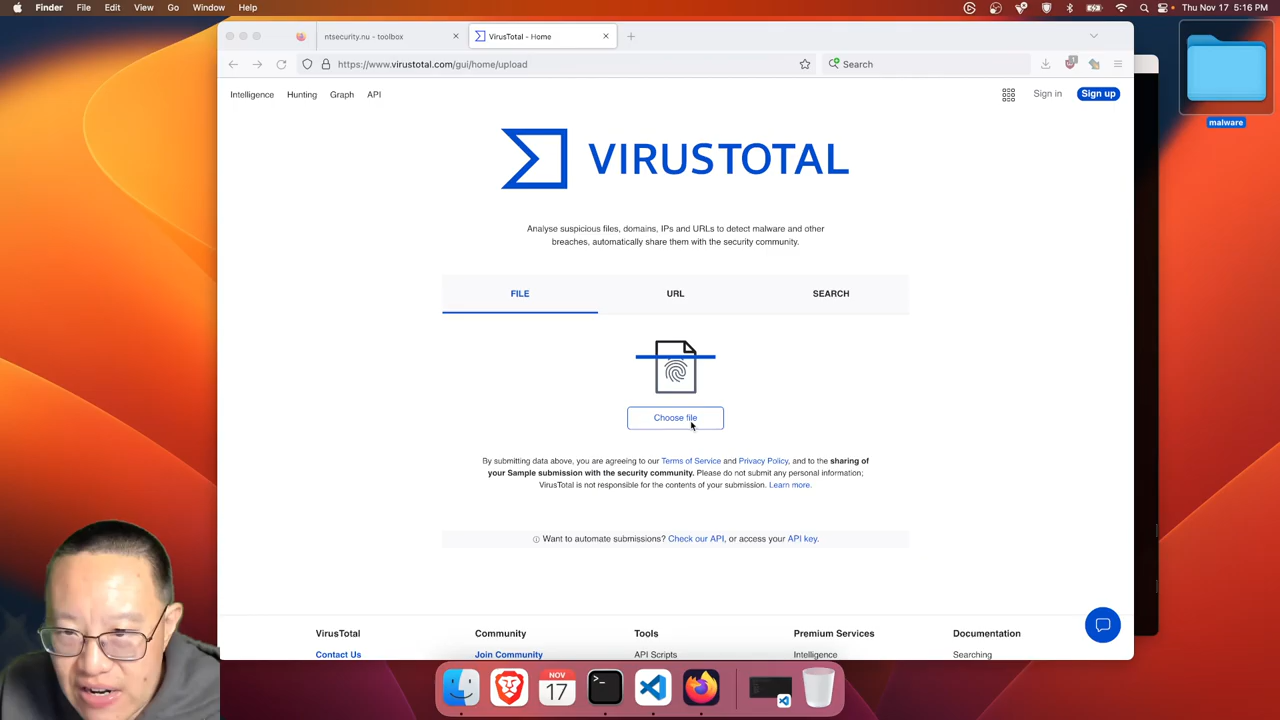 Finder File Edit View Go Window Help
Thu Nov 17 5:16 PM
ntsecurity.nu - toolbox
VirusTotal - Home
https://www.virustotal.com/gui/home/upload
Search
malware
Intelligence Hunting Graph API
Sign in Sign up
VIRUSTOTAL
Analyse suspicious files, domains, IPs and URLs to detect malware and other
breaches, automatically share them with the security community.
FILE URL SEARCH
Choose file
By submitting data above, you are agreeing to our Terms of Service and Privacy Policy, and to the sharing of
your Sample submission with the security community. Please do not submit any personal information;
VirusTotal is not responsible for the contents of your submission. Learn more.
Want to automate submissions? Check our API, or access your API key.
VirusTotal Community Tools Premium Services Documentation
Contact Us Join Community API Scripts Intelligence Searching
NOV
17